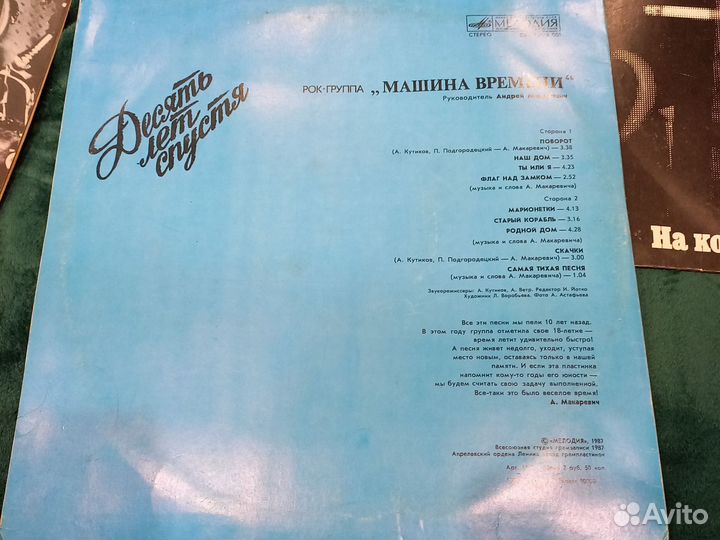 МЕЛОДИЯ
СТЕРЕО
Десять
лет
спустя
РОК-ГРУППА „МАШИНА ВРЕМЕНИ“
Руководитель Андрей Макаревич
Сторона 1
ПОВОРОТ
(А. Кутиков, П. Подгородецкий — А. Макаревич) — 3.38
НАШ ДОМ — 3.35
ТЫ ИЛИ Я — 4.23
ФЛАГ НАД ЗАМКОМ — 2.52
(музыка и слова А. Макаревича)
Сторона 2
МАРИОНЕТКИ — 4.13
СТАРЫЙ КОРАБЛЬ — 3.16
РОДНОЙ ДОМ — 4.28
(музыка и слова А. Макаревича)
СКАЧКИ
(А. Кутиков, П. Подгородецкий — А. Макаревич) — 3.00
САМАЯ ТИХАЯ ПЕСНЯ
(музыка и слова А. Макаревича) — 1.04
Звукорежиссеры: А. Кутиков, А. Ветр. Редактор И. Йотко
Художник Л. Воробьева. Фото А. Астафьева
Все эти песни мы пели 10 лет назад.
В этом году группа отметила свое 18-летие —
время летит удивительно быстро!
А песня живет недолго, уходит, уступая
место новым, оставаясь только в нашей
памяти. И если эта пластинка
напомнит кому-то годы его юности —
мы будем считать свою задачу выполненной.
Все-таки это было веселое время!
А. Макаревич
© «МЕЛОДИЯ», 1987
Всесоюзная студия грамзаписи 1987
Апрелевский ордена Ленина завод грампластинок
Арт. 2 руб. 50 коп.
На ко
Avito